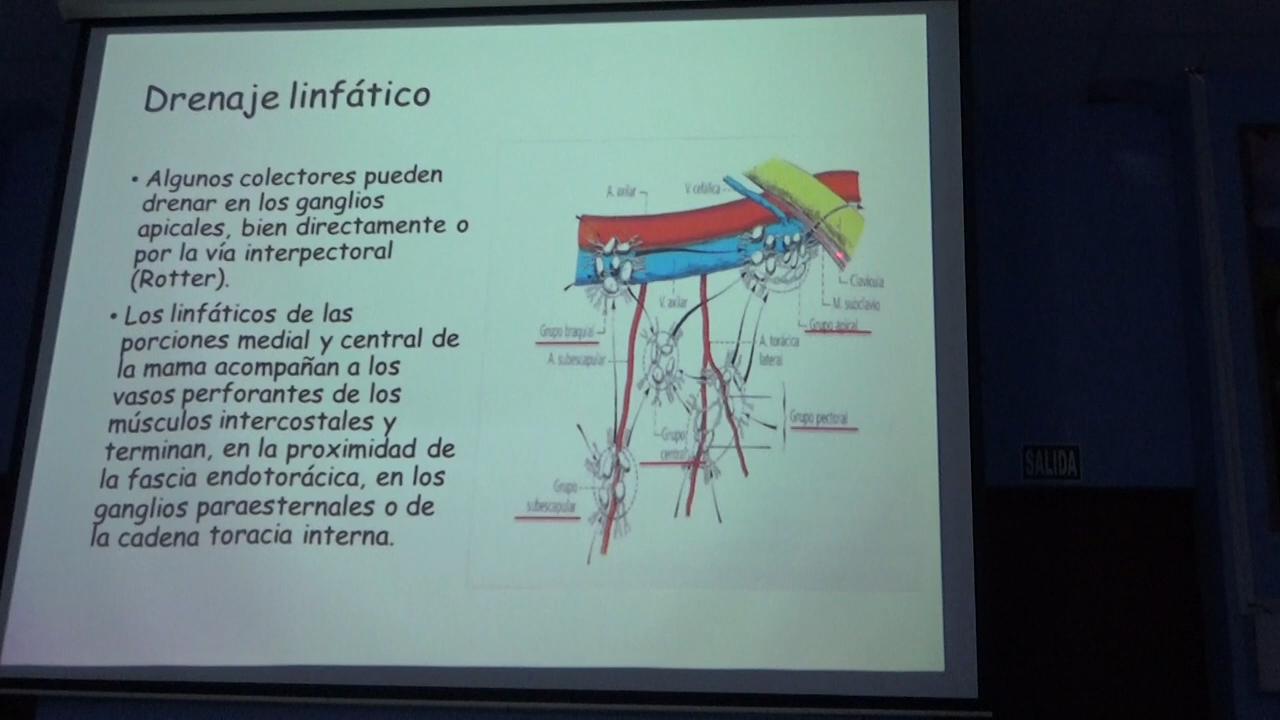 Drenaje linfático
• Algunos colectores pueden
drenar en los ganglios
apicales, bien directamente o
por la vía interpectoral
(Rotter).
• Los linfáticos de las
porciones medial y central de
la mama acompañan a los
vasos perforantes de los
músculos intercostales y
terminan, en la proximidad de
la fascia endotorácica, en los
ganglios paraesternales o de
la cadena toracia interna.
A. axilar
V. cefálica
Clavícula
M. subclavio
V. axilar
Grupo apical
Grupo braquial
A. torácica
lateral
A. subescapular
Grupo pectoral
Grupo
central
Grupo
subescapular
SALIDA